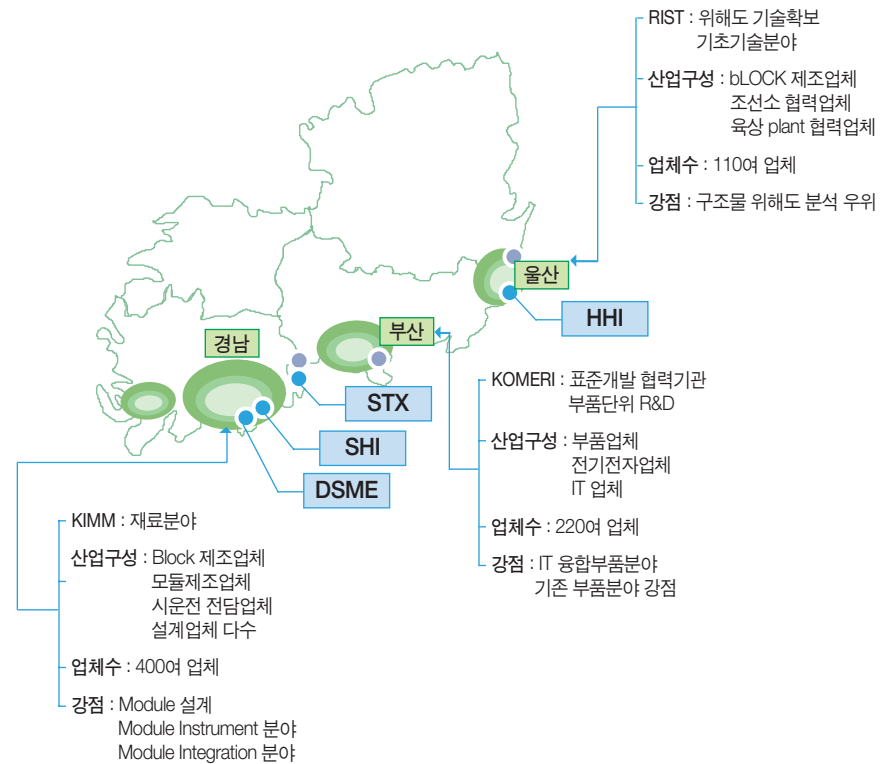 RIST : 위해도 기술확보
기초기술분야
산업구성 : bLOCK 제조업체
조선소 협력업체
육상 plant 협력업체
업체수 : 110여 업체
강점 : 구조물 위해도 분석 우위
울산
HHI
부산
경남
STX
SHI
DSME
KOMERI : 표준개발 협력기관
부품단위 R&D
산업구성 : 부품업체
전기전자업체
IT 업체
업체수 : 220여 업체
강점 : IT 융합부품분야
기존 부품분야 강점
KIMM : 재료분야
산업구성 : Block 제조업체
모듈제조업체
시운전 전담업체
설계업체 다수
업체수 : 400여 업체
강점 : Module 설계
Module Instrument 분야
Module Integration 분야